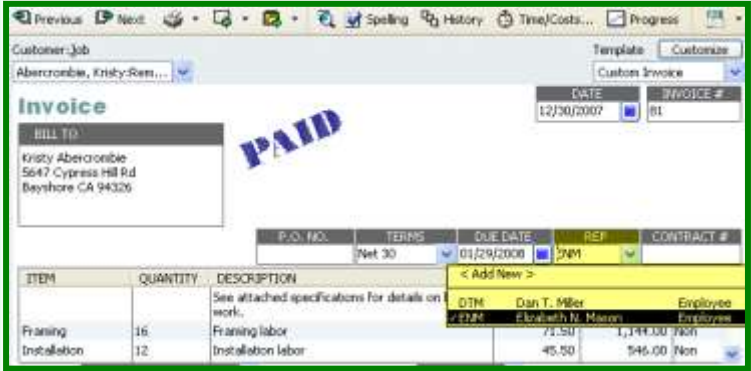 Previous Next Spelling History Time/Costs... Progress
Customer:Job Template Customize
Abercrombie, Kristy:Rem... Custom Invoice
Invoice DATE INVOICE #
12/30/2007 81
BILL TO
PAID
Kristy Abercrombie
5647 Cypress Hill Rd
Bayshore CA 94326
P.O. NO. TERMS DUE DATE REP CONTRACT #
Net 30 01/29/2008 ENM
ITEM QUANTITY DESCRIPTION < Add New >
See attached specifications for details on
work.
DTM Dan T. Miller Employee
✓ENM Elizabeth N. Mason Employee
Framing 16 Framing labor 71.50 1,144.00 Non
Installation 12 Installation labor 45.50 546.00 Non